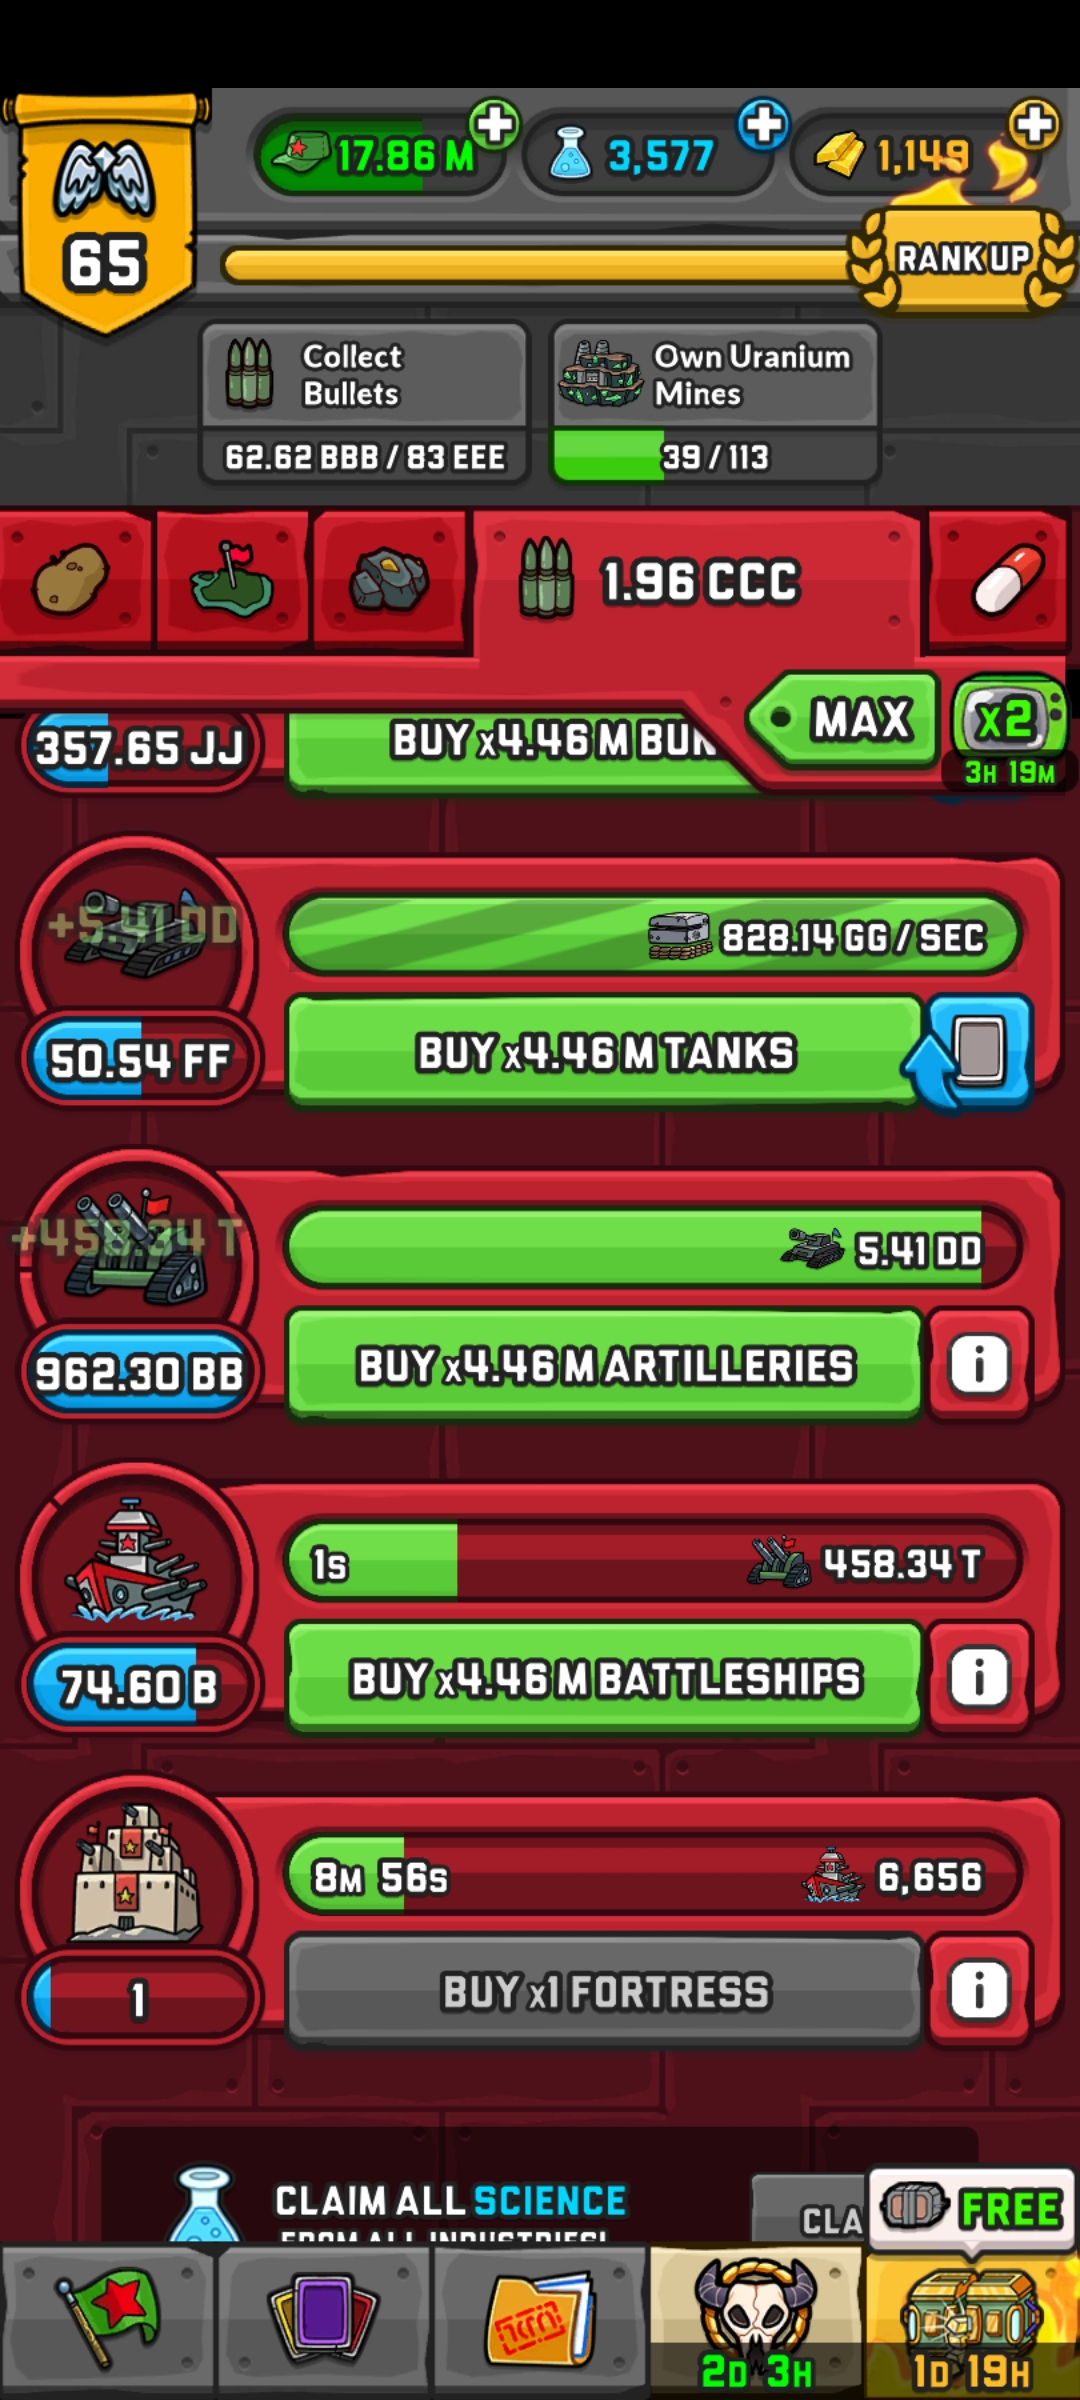 17.86 M
3,577
1,149
65
RANK UP
Collect
Bullets
Own Uranium
Mines
62.62 BBB / 83 EEE
39 / 113
1.96 CCC
MAX
x2
3H 19M
357.65 JJ
BUY x4.46 M BUN
+5.41 DD
828.14 GG / SEC
50.54 FF
BUY x4.46 M TANKS
+458.34 T
5.41 DD
962.30 BB
BUY x4.46 M ARTILLERIES
i
1s
458.34 T
74.60 B
BUY x4.46 M BATTLESHIPS
i
8M 56s
6,656
1
BUY x1 FORTRESS
i
CLAIM ALL SCIENCE
FROM ALL INDUSTRIES!
CLA
FREE
2D 3H
1D 19H